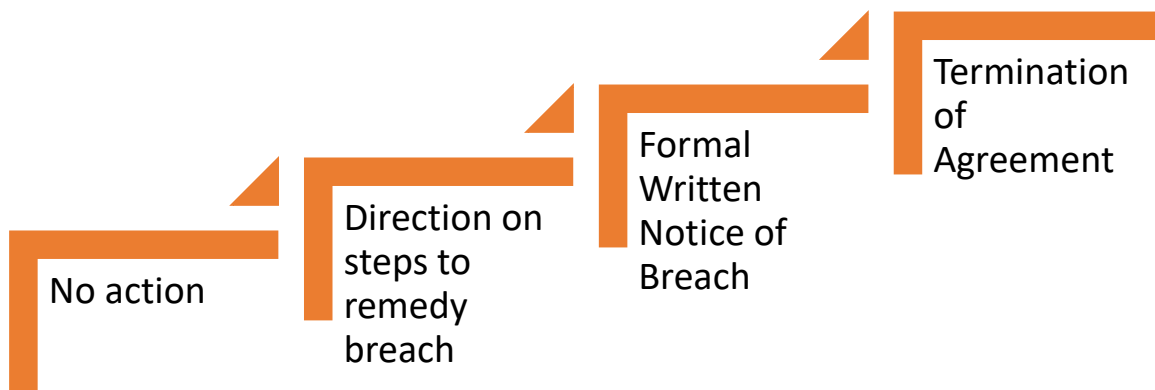 No action
Direction on
steps to
remedy
breach
Formal
Written
Notice of
Breach
Termination
of
Agreement